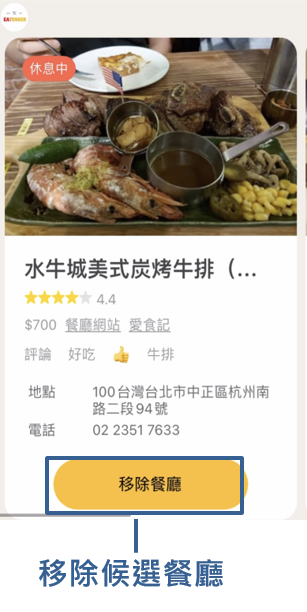 休息中
水牛城美式炭烤牛排（...
4.4
$700 餐廳網站 愛食記
評論 好吃 👍 牛排
地點 100台灣台北市中正區杭州南
路二段94號
電話 02 2351 7633
移除餐廳
移除候選餐廳